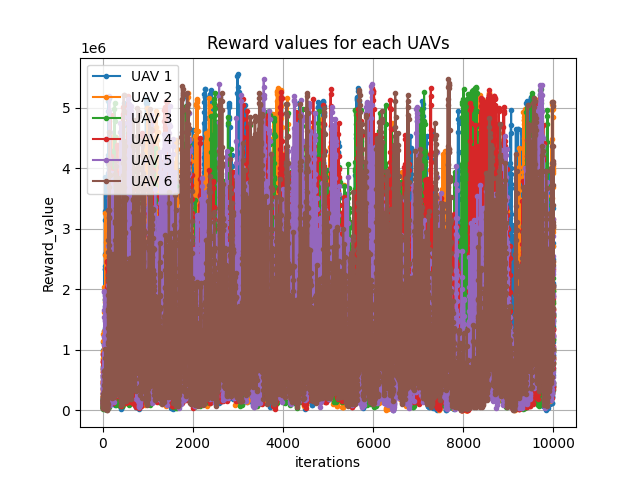 Reward values for each UAVs
1e6
UAV 1
UAV 2
UAV 3
UAV 4
UAV 5
UAV 6
Reward_value
5
4
3
2
1
0
0 2000 4000 6000 8000 10000
iterations